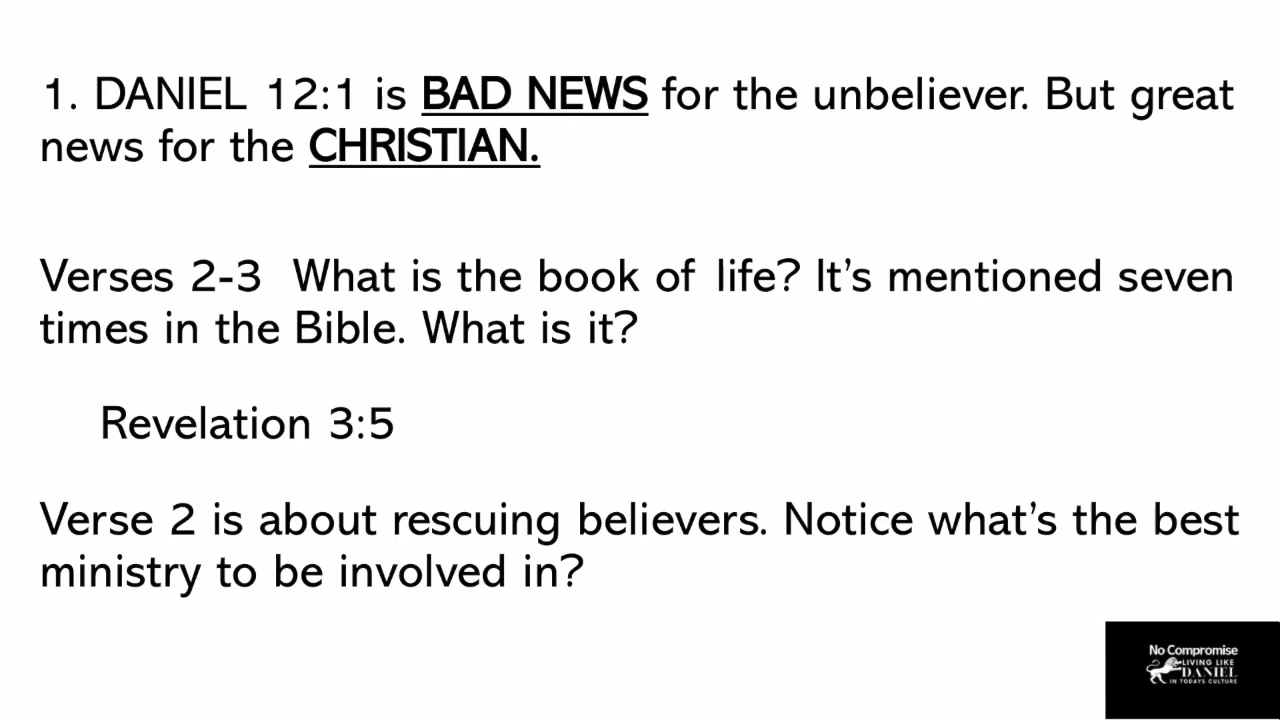 1. DANIEL 12:1 is BAD NEWS for the unbeliever. But great
news for the CHRISTIAN.
Verses 2-3  What is the book of life? It’s mentioned seven
times in the Bible. What is it?
Revelation 3:5
Verse 2 is about rescuing believers. Notice what’s the best
ministry to be involved in?
No Compromise
LIVING LIKE
DANIEL
IN TODAYS CULTURE